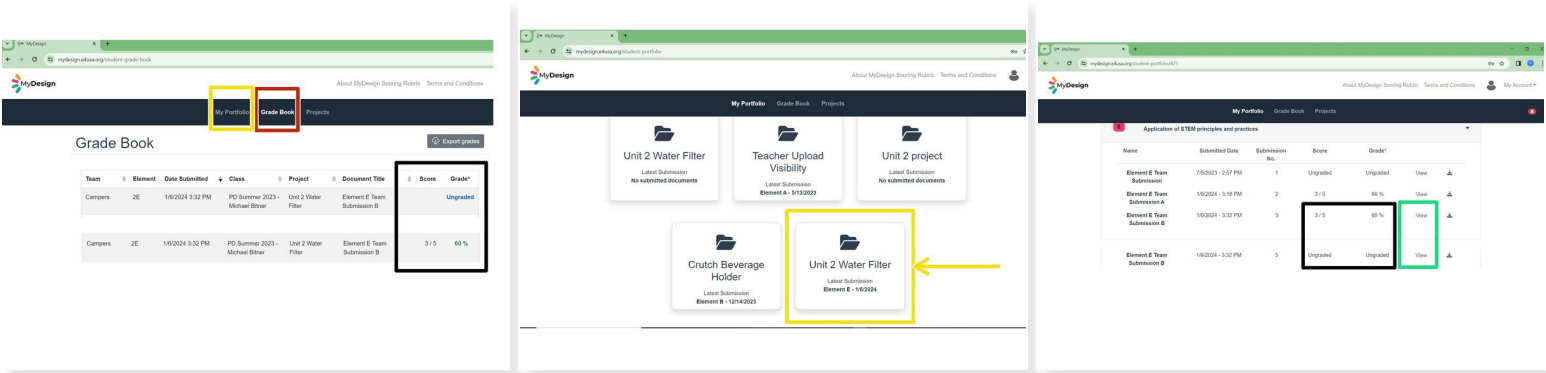 MyDesign
mydesign.e4usa.org/student-grade-book
MyDesign
About MyDesign Scoring Rubric Terms and Conditions
My Portfolio Grade Book Projects
Grade Book
Export grades
Team Element Date Submitted Class Project Document Title Score Grade*
Campers 2E 1/6/2024 3:32 PM PD Summer 2023 - Unit 2 Water Element E Team Ungraded
Michael Bitner Filter Submission B
Campers 2E 1/6/2024 3:32 PM PD Summer 2023 - Unit 2 Water Element E Team 3 / 5 60 %
Michael Bitner Filter Submission B
MyDesign
mydesign.e4usa.org/student-portfolio
MyDesign
About MyDesign Scoring Rubric Terms and Conditions
My Portfolio Grade Book Projects
Unit 2 Water Filter
Latest Submission
No submitted documents
Teacher Upload
Visibility
Latest Submission
Element A - 5/13/2023
Unit 2 project
Latest Submission
No submitted documents
Crutch Beverage
Holder
Latest Submission
Element B - 12/14/2023
Unit 2 Water Filter
Latest Submission
Element E - 1/6/2024
MyDesign
mydesign.e4usa.org/student-portfolio/475
MyDesign
About MyDesign Scoring Rubric Terms and Conditions My Account
My Portfolio Grade Book Projects
Application of STEM principles and practices
Name Submitted Date Submission Score Grade*
No.
Element E Team 7/5/2023 - 2:57 PM 1 Ungraded Ungraded View
Submission
Element E Team 1/6/2024 - 3:18 PM 2 3 / 5 60 % View
Submission A
Element E Team 1/6/2024 - 3:32 PM 3 3 / 5 60 % View
Submission B
Element E Team 1/6/2024 - 3:32 PM 3 Ungraded Ungraded View
Submission B